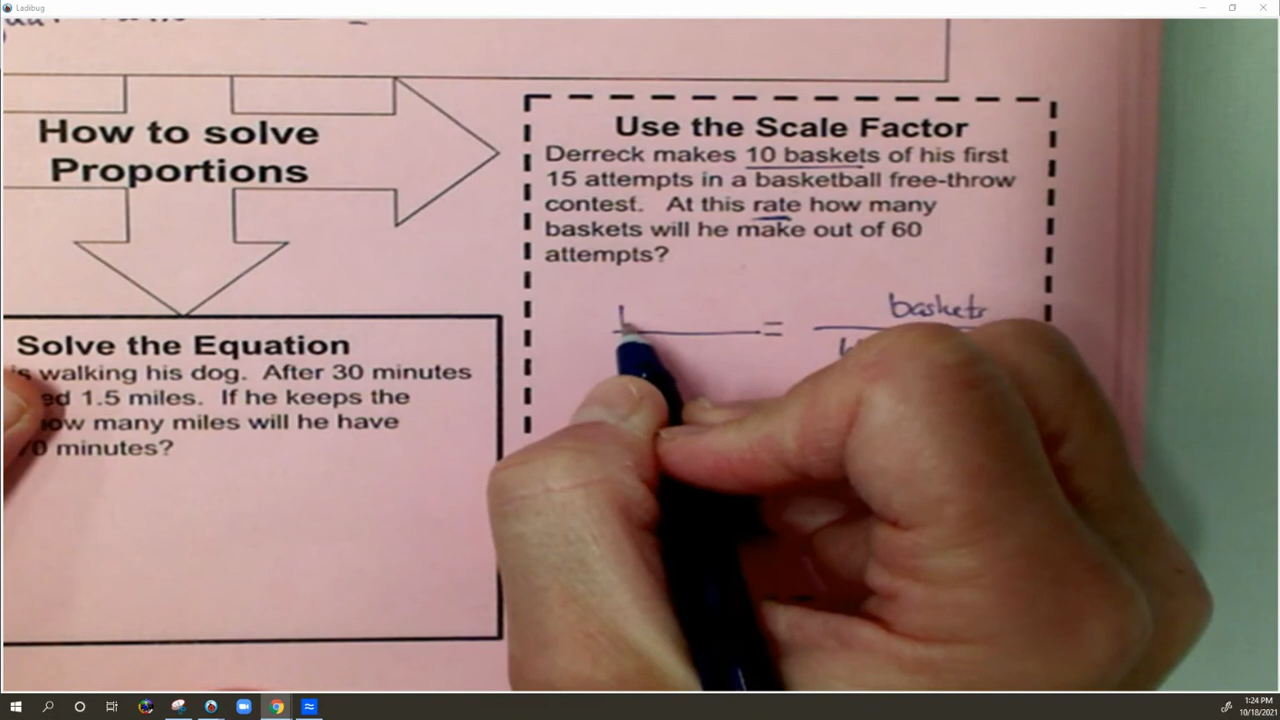 Ladibug
How to solve
Proportions
Use the Scale Factor
Derreck makes 10 baskets of his first
15 attempts in a basketball free-throw
contest. At this rate how many
baskets will he make out of 60
attempts?
baskets
=
Solve the Equation
is walking his dog. After 30 minutes
ed 1.5 miles. If he keeps the
how many miles will he have
70 minutes?
1:24 PM
10/18/2021